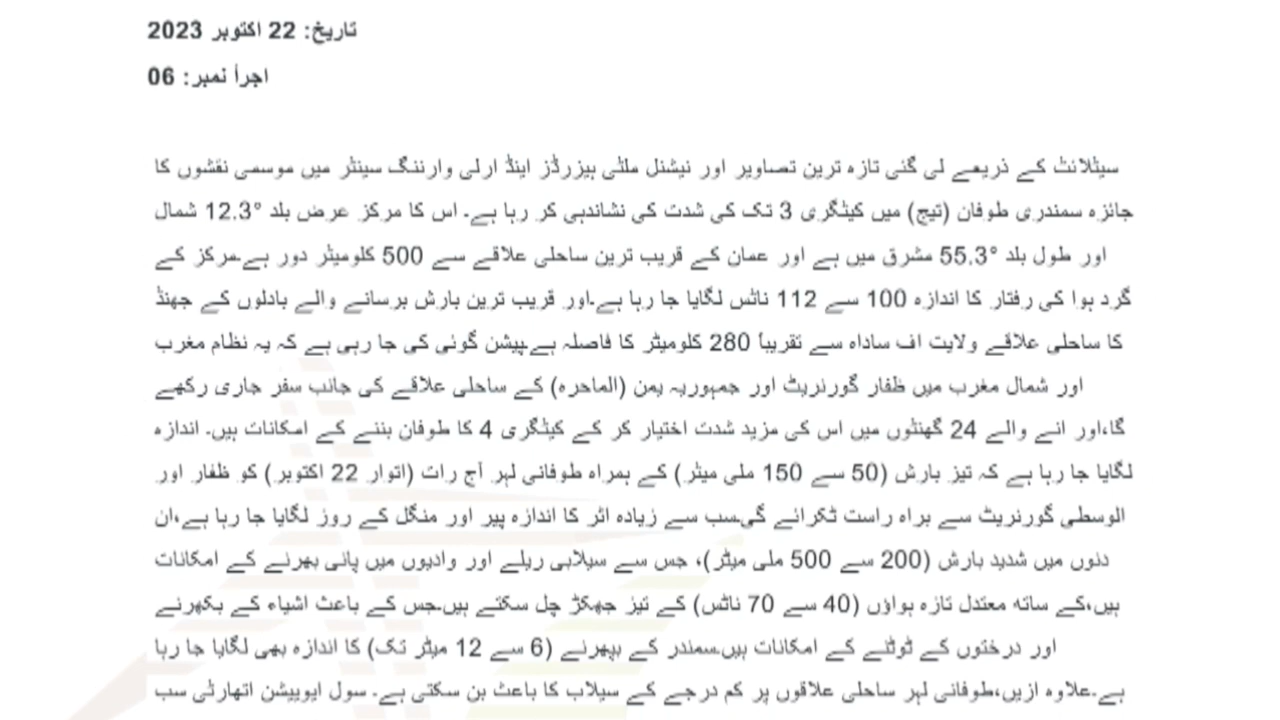 تاریخ: 22 اکتوبر 2023
اجرأ نمبر: 06
سیٹلائٹ کے ذریعے لی گئی تازہ ترین تصاویر اور نیشنل ملٹی ہیزرڈز اینڈ ارلی وارننگ سینٹر میں موسمی نقشوں کا
جائزہ سمندری طوفان (تیج) میں کیٹگری 3 تک کی شدت کی نشاندہی کر رہا ہے۔ اس کا مرکز عرض بلد °12.3 شمال
اور طول بلد °55.3 مشرق میں ہے اور عمان کے قریب ترین ساحلی علاقے سے 500 کلومیٹر دور ہے۔مرکز کے
گرد ہوا کی رفتار کا اندازہ 100 سے 112 ناٹس لگایا جا رہا ہے۔اور قریب ترین بارش برسانے والے بادلوں کے جھنڈ
کا ساحلی علاقے ولایت اف ساداہ سے تقریباً 280 کلومیٹر کا فاصلہ ہے۔پیشن گوئی کی جا رہی ہے کہ یہ نظام مغرب
اور شمال مغرب میں ظفار گورنریٹ اور جمہوریہ یمن (الماحرہ) کے ساحلی علاقے کی جانب سفر جاری رکھے
گا،اور انے والے 24 گھنٹوں میں اس کی مزید شدت اختیار کر کے کیٹگری 4 کا طوفان بننے کے امکانات ہیں۔ اندازہ
لگایا جا رہا ہے کہ تیز بارش (50 سے 150 ملی میٹر) کے ہمراہ طوفانی لہر آج رات (اتوار 22 اکتوبر) کو ظفار اور
الوسطی گورنریٹ سے براہ راست ٹکرائے گی۔سب سے زیادہ اثر کا اندازہ پیر اور منگل کے روز لگایا جا رہا ہے،ان
دنوں میں شدید بارش (200 سے 500 ملی میٹر)، جس سے سیلابی ریلے اور وادیوں میں پانی بھرنے کے امکانات
ہیں،کے ساتھ معتدل تازہ ہواؤں (40 سے 70 ناٹس) کے تیز جھکڑ چل سکتے ہیں۔جس کے باعث اشیاء کے بکھرنے
اور درختوں کے ٹوٹنے کے امکانات ہیں۔سمندر کے بپھرنے (6 سے 12 میٹر تک) کا اندازہ بھی لگایا جا رہا
ہے۔علاوہ ازیں،طوفانی لہر ساحلی علاقوں پر کم درجے کے سیلاب کا باعث بن سکتی ہے۔ سول ایوییشن اتھارٹی سب